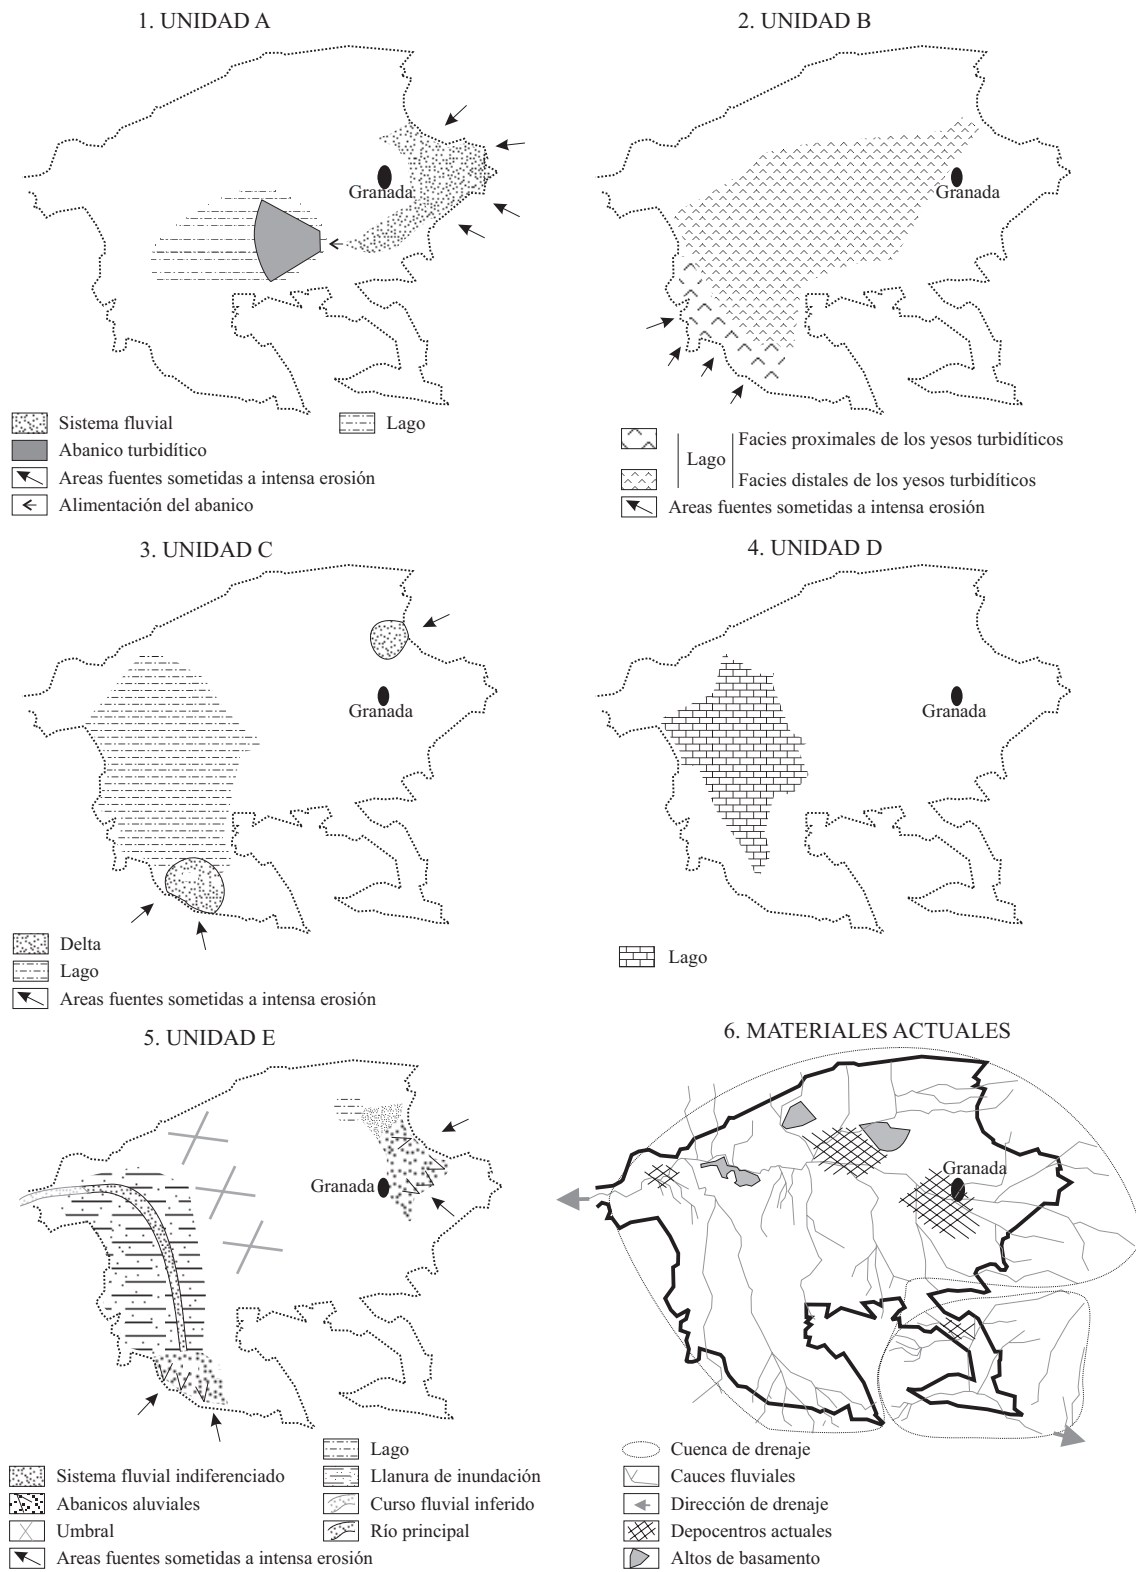 1. UNIDAD A
Granada
Sistema fluvial
Lago
Abanico turbidítico
Areas fuentes sometidas a intensa erosión
Alimentación del abanico
2. UNIDAD B
Granada
Facies proximales de los yesos turbidíticos
Lago
Facies distales de los yesos turbidíticos
Areas fuentes sometidas a intensa erosión
3. UNIDAD C
Granada
Delta
Lago
Areas fuentes sometidas a intensa erosión
4. UNIDAD D
Granada
Lago
5. UNIDAD E
Granada
Lago
Sistema fluvial indiferenciado
Llanura de inundación
Abanicos aluviales
Curso fluvial inferido
Umbral
Río principal
Areas fuentes sometidas a intensa erosión
6. MATERIALES ACTUALES
Granada
Cuenca de drenaje
Cauces fluviales
Dirección de drenaje
Depocentros actuales
Altos de basamento